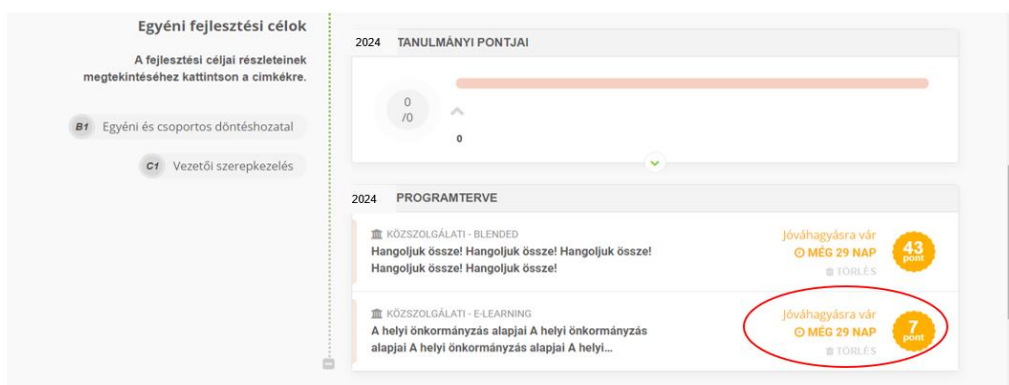 Egyéni fejlesztési célok
A fejlesztési céljai részleteinek
megtekintéséhez kattintson a címkékre.
B1 Egyéni és csoportos döntéshozatal
C1 Vezetői szerepkezelés
2024 TANULMÁNYI PONTJAI
0
/0
0
2024 PROGRAMTERVE
KÖZSZOLGÁLATI - BLENDED
Hangoljuk össze! Hangoljuk össze! Hangoljuk össze!
Hangoljuk össze! Hangoljuk össze!
Jóváhagyásra vár
MÉG 29 NAP
TÖRLÉS
43
pont
KÖZSZOLGÁLATI - E-LEARNING
A helyi önkormányzás alapjai A helyi önkormányzás
alapjai A helyi önkormányzás alapjai A helyi...
Jóváhagyásra vár
MÉG 29 NAP
TÖRLÉS
7
pont